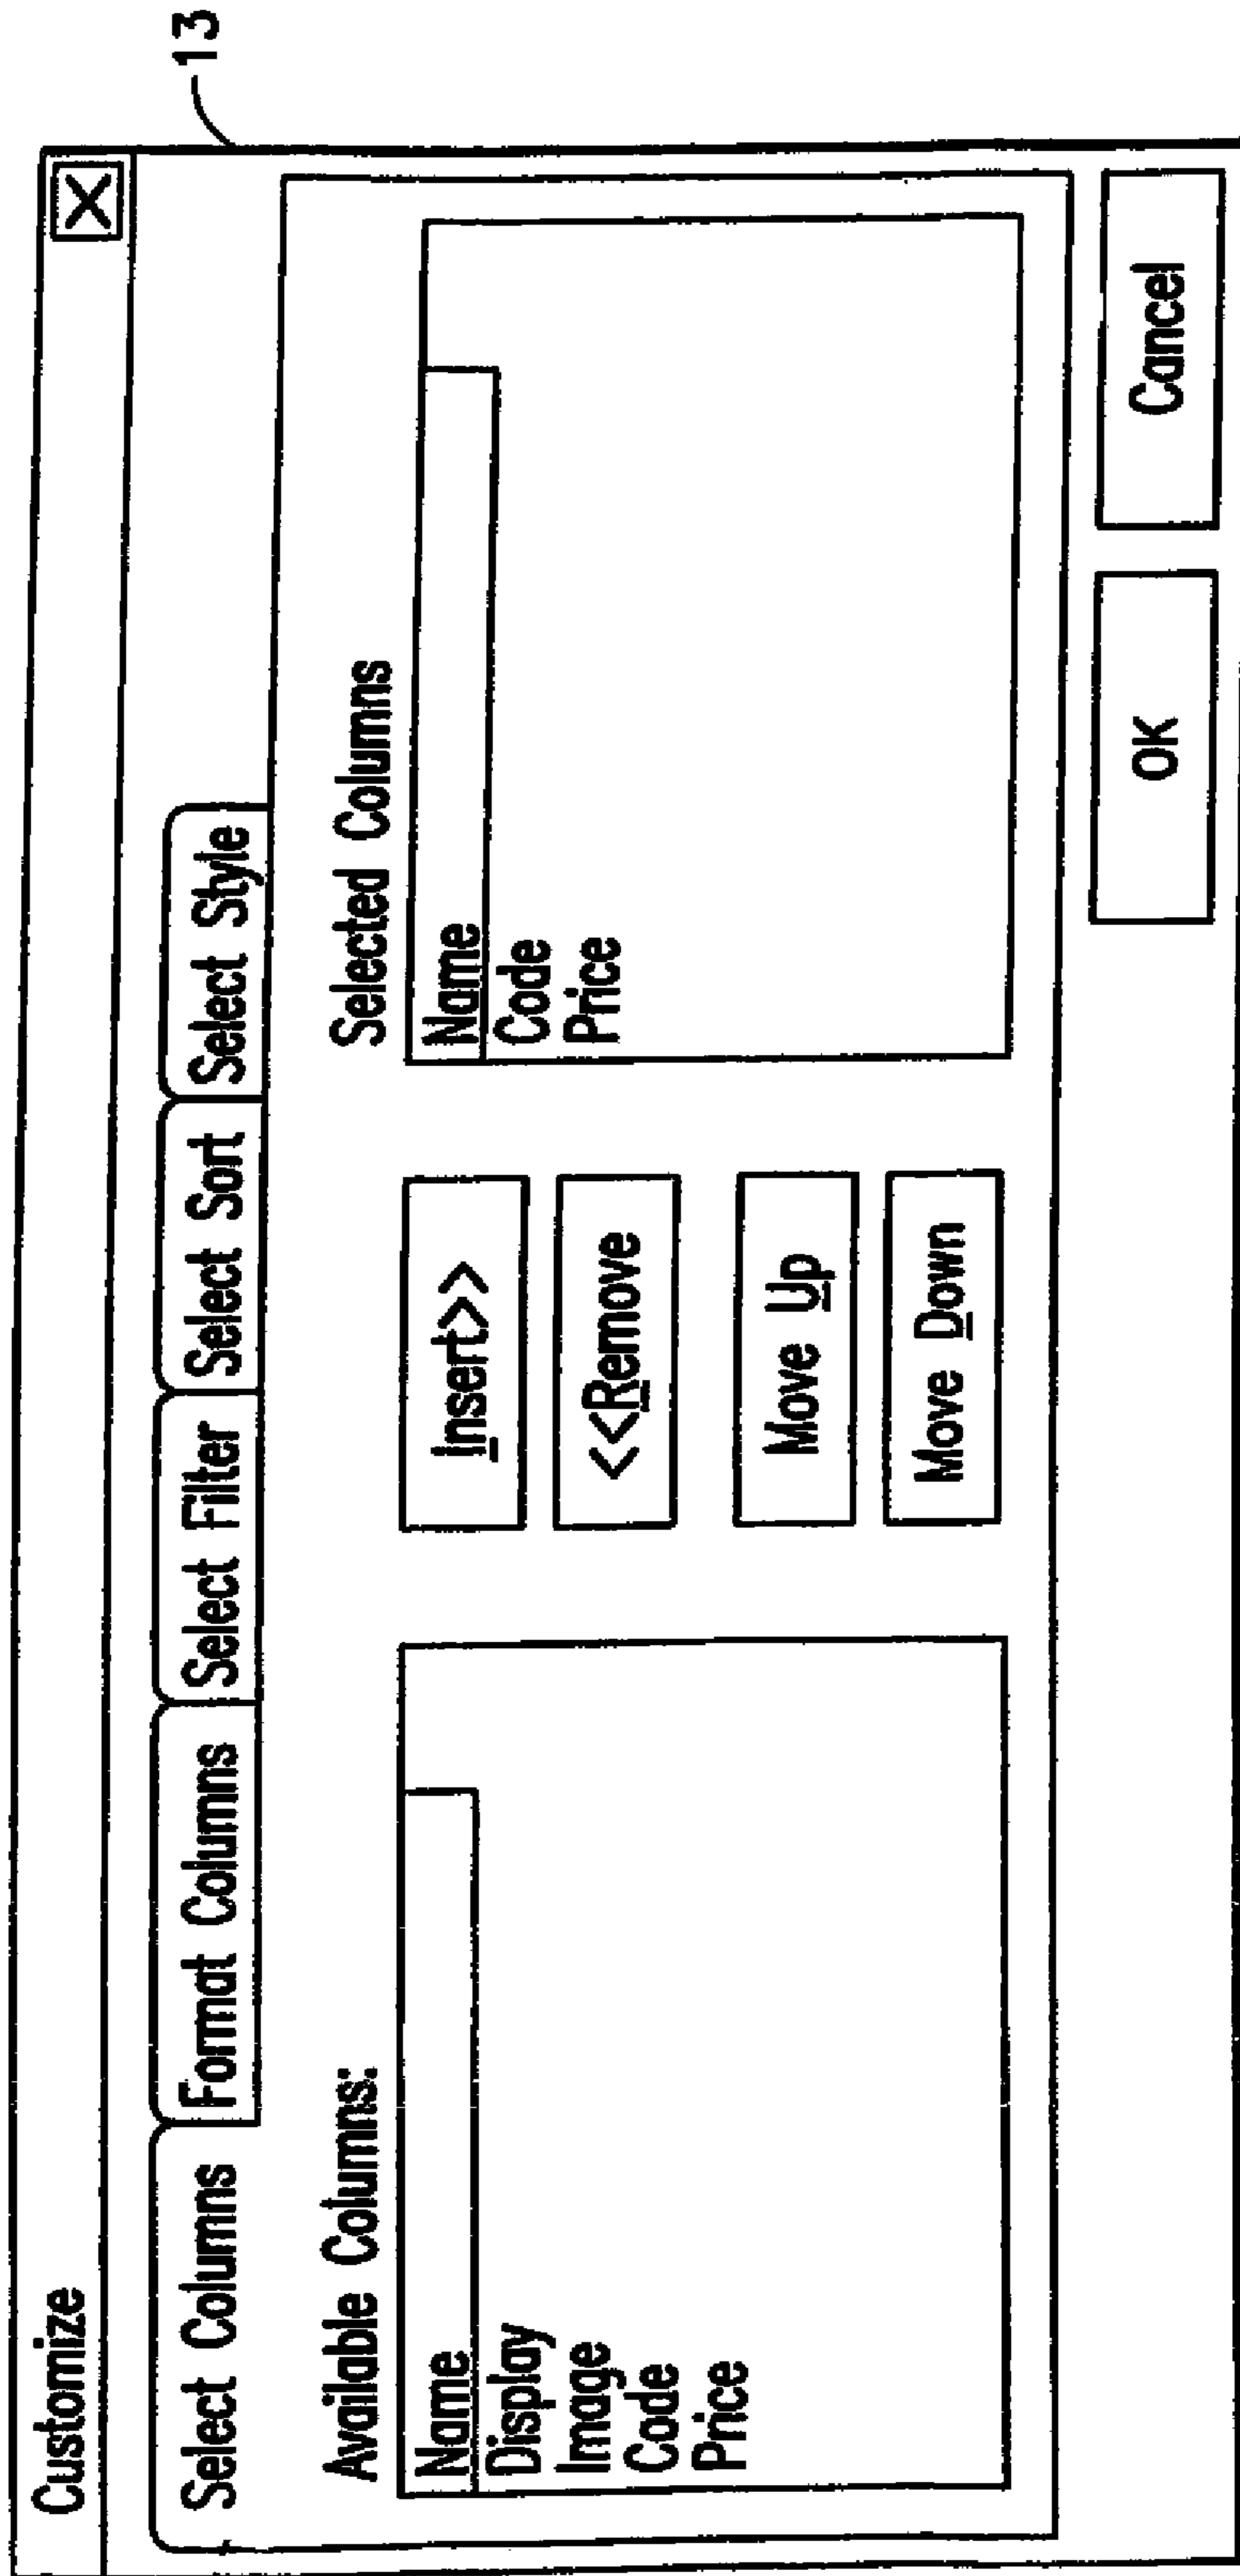 Customize
13
Select Columns Format Columns Select Filter Select Sort Select Style
Available Columns:
Name
Display
Image
Code
Price
Insert>>
<<Remove
Move Up
Move Down
Selected Columns
Name
Code
Price
OK
Cancel